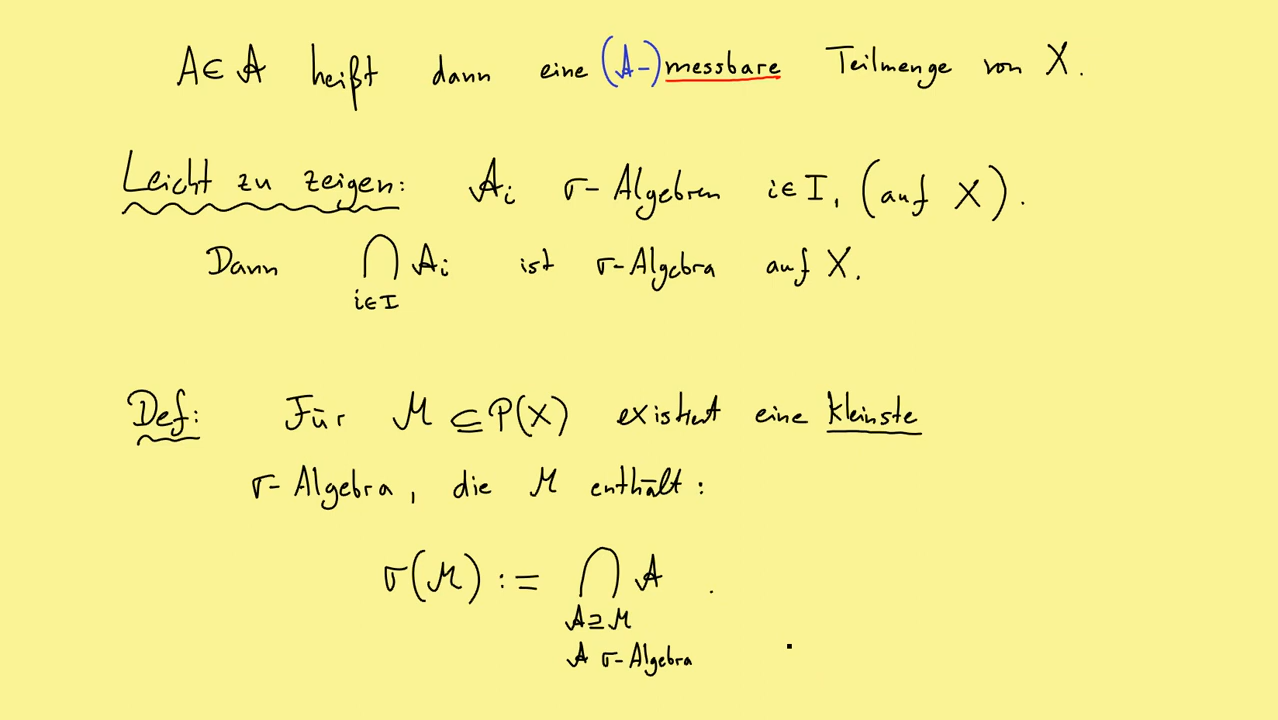 A ∈ 𝒜 heißt dann eine (𝒜-)messbare Teilmenge von X.
Leicht zu zeigen: 𝒜ᵢ σ-Algebren i∈I, (auf X).
Dann ⋂ 𝒜ᵢ ist σ-Algebra auf X.
i∈I
Def: Für ℳ ⊆ P(X) existiert eine kleinste
σ-Algebra, die ℳ enthält:
σ(ℳ) := ⋂ 𝒜 .
𝒜⊇ℳ
𝒜 σ-Algebra